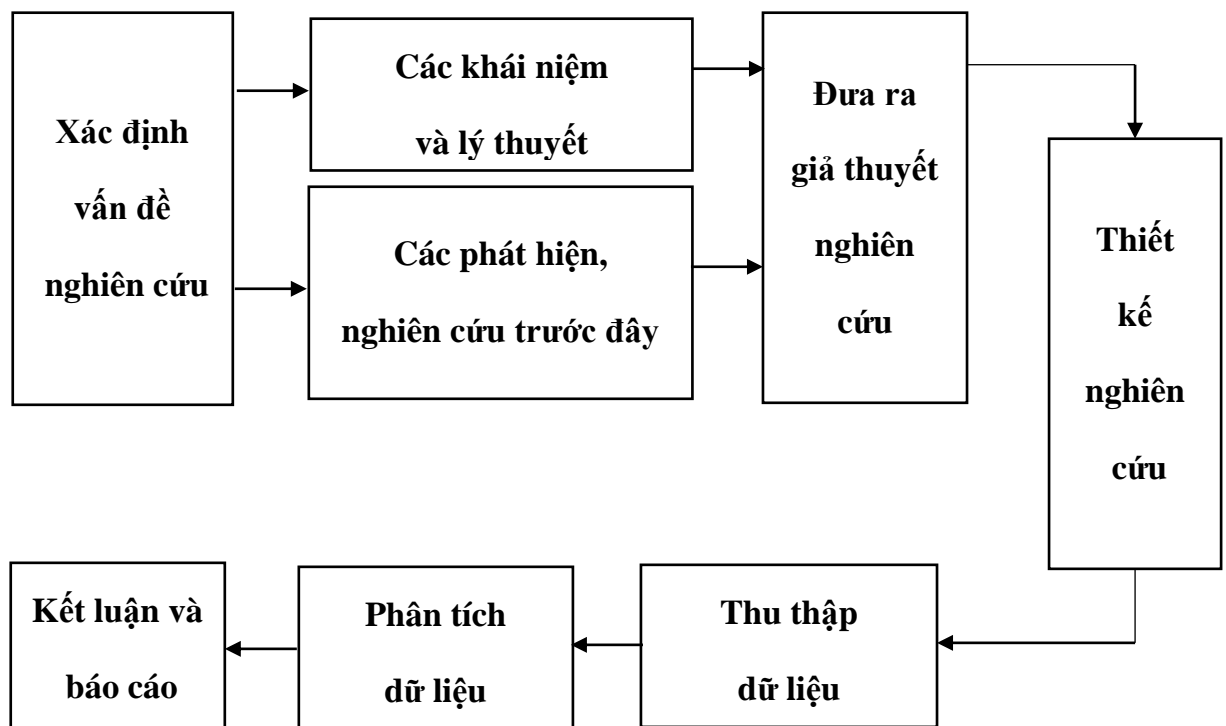 Xác định
vấn đề
nghiên cứu
Các khái niệm
và lý thuyết
Các phát hiện,
nghiên cứu trước đây
Đưa ra
giả thuyết
nghiên
cứu
Thiết
kế
nghiên
cứu
Thu thập
dữ liệu
Phân tích
dữ liệu
Kết luận và
báo cáo